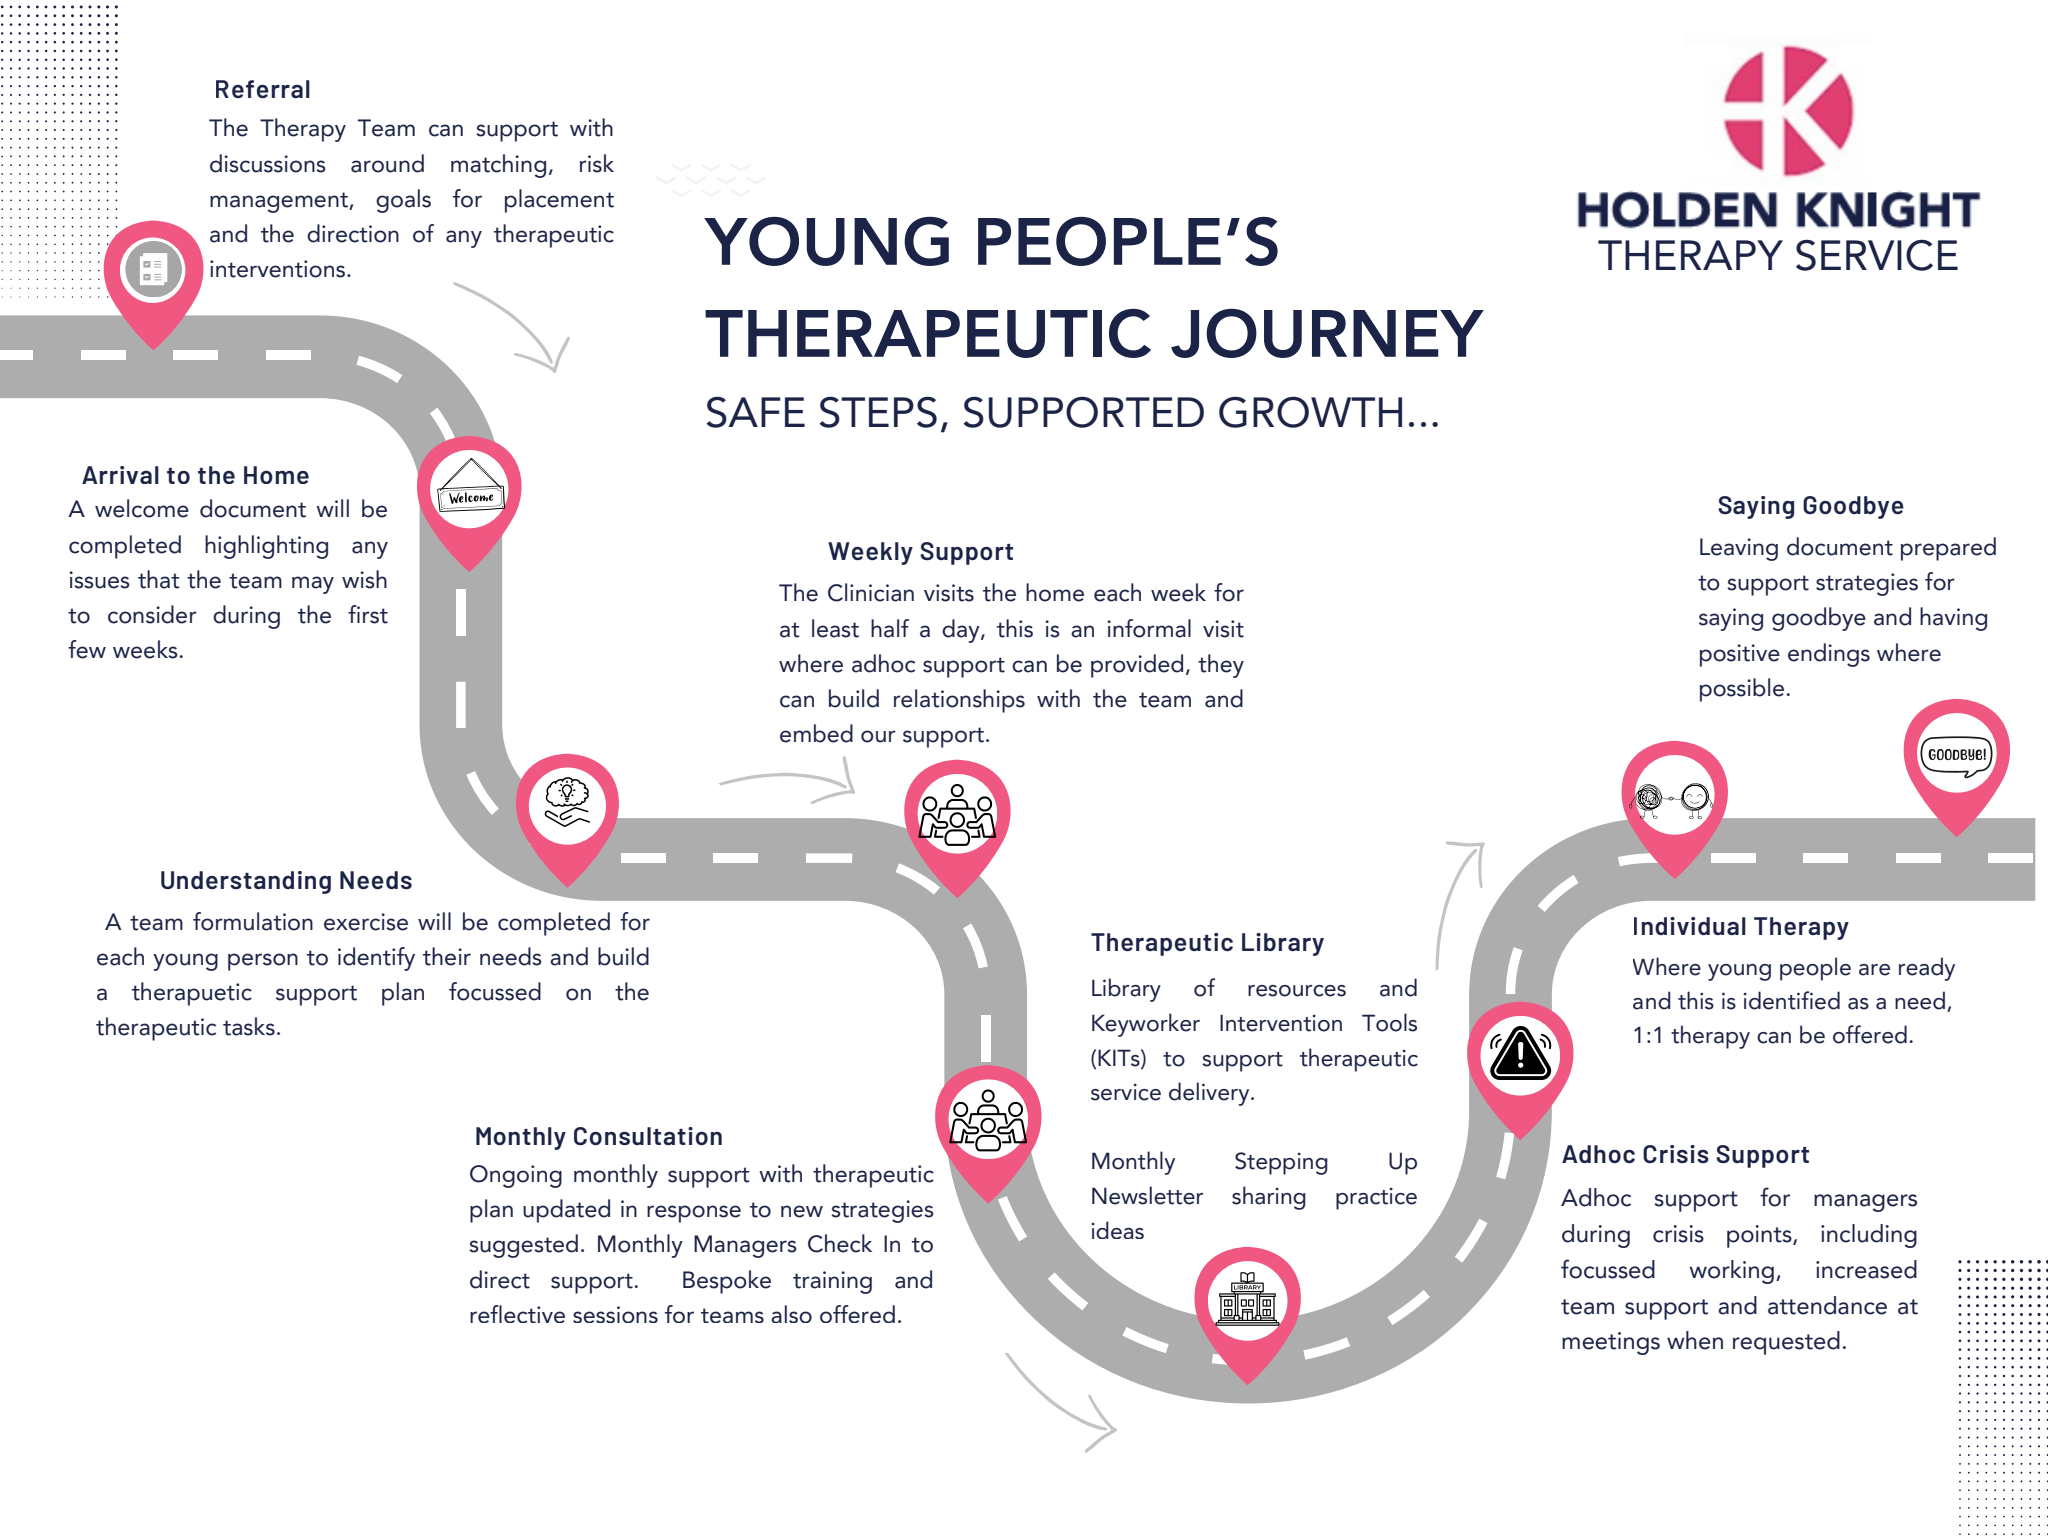 Referral
The Therapy Team can support with
discussions around matching, risk
management, goals for placement
and the direction of any therapeutic
interventions.
HOLDEN KNIGHT
THERAPY SERVICE
YOUNG PEOPLE'S
THERAPEUTIC JOURNEY
SAFE STEPS, SUPPORTED GROWTH...
Arrival to the Home
A welcome document will be
completed highlighting any
issues that the team may wish
to consider during the first
few weeks.
Welcome
Understanding Needs
A team formulation exercise will be completed for
each young person to identify their needs and build
a therapuetic support plan focussed on the
therapeutic tasks.
Weekly Support
The Clinician visits the home each week for
at least half a day, this is an informal visit
where adhoc support can be provided, they
can build relationships with the team and
embed our support.
Monthly Consultation
Ongoing monthly support with therapeutic
plan updated in response to new strategies
suggested. Monthly Managers Check In to
direct support. Bespoke training and
reflective sessions for teams also offered.
Therapeutic Library
Library of resources and
Keyworker Intervention Tools
(KITs) to support therapeutic
service delivery.
Monthly Stepping Up
Newsletter sharing practice
ideas
LIBRARY
Adhoc Crisis Support
Adhoc support for managers
during crisis points, including
focussed working, increased
team support and attendance at
meetings when requested.
Individual Therapy
Where young people are ready
and this is identified as a need,
1:1 therapy can be offered.
Saying Goodbye
Leaving document prepared
to support strategies for
saying goodbye and having
positive endings where
possible.
GOODBYE!